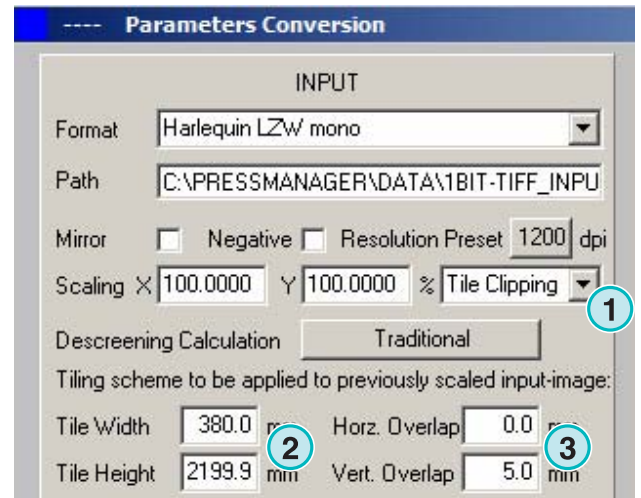 ---- Parameters Conversion
INPUT
Format Harlequin LZW mono
Path C:\PRESSMANAGER\DATA\1BIT-TIFF_INPU
Mirror Negative Resolution Preset 1200 dpi
Scaling X 100.0000 Y 100.0000 % Tile Clipping
1
Descreening Calculation Traditional
Tiling scheme to be applied to previously scaled input-image:
Tile Width 380.0 Horz. Overlap 0.0
2 3
Tile Height 2199.9 mm Vert. Overlap 5.0 mm